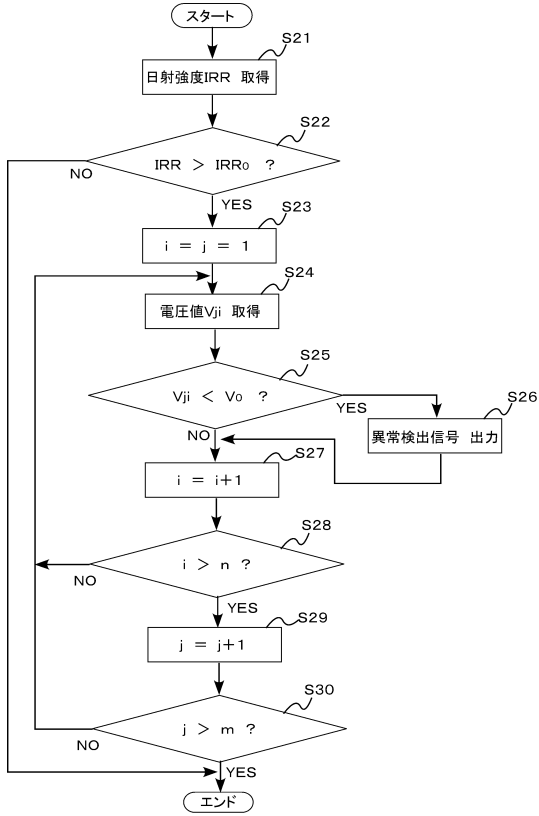 スタート
S21
日射強度IRR 取得
S22
IRR > IRR0 ?
NO
YES
S23
i = j = 1
S24
電圧値Vji 取得
S25
Vji < V0 ?
YES
S26
NO
異常検出信号 出力
S27
i = i+1
S28
i > n ?
NO
YES
S29
j = j+1
S30
j > m ?
NO
YES
エンド